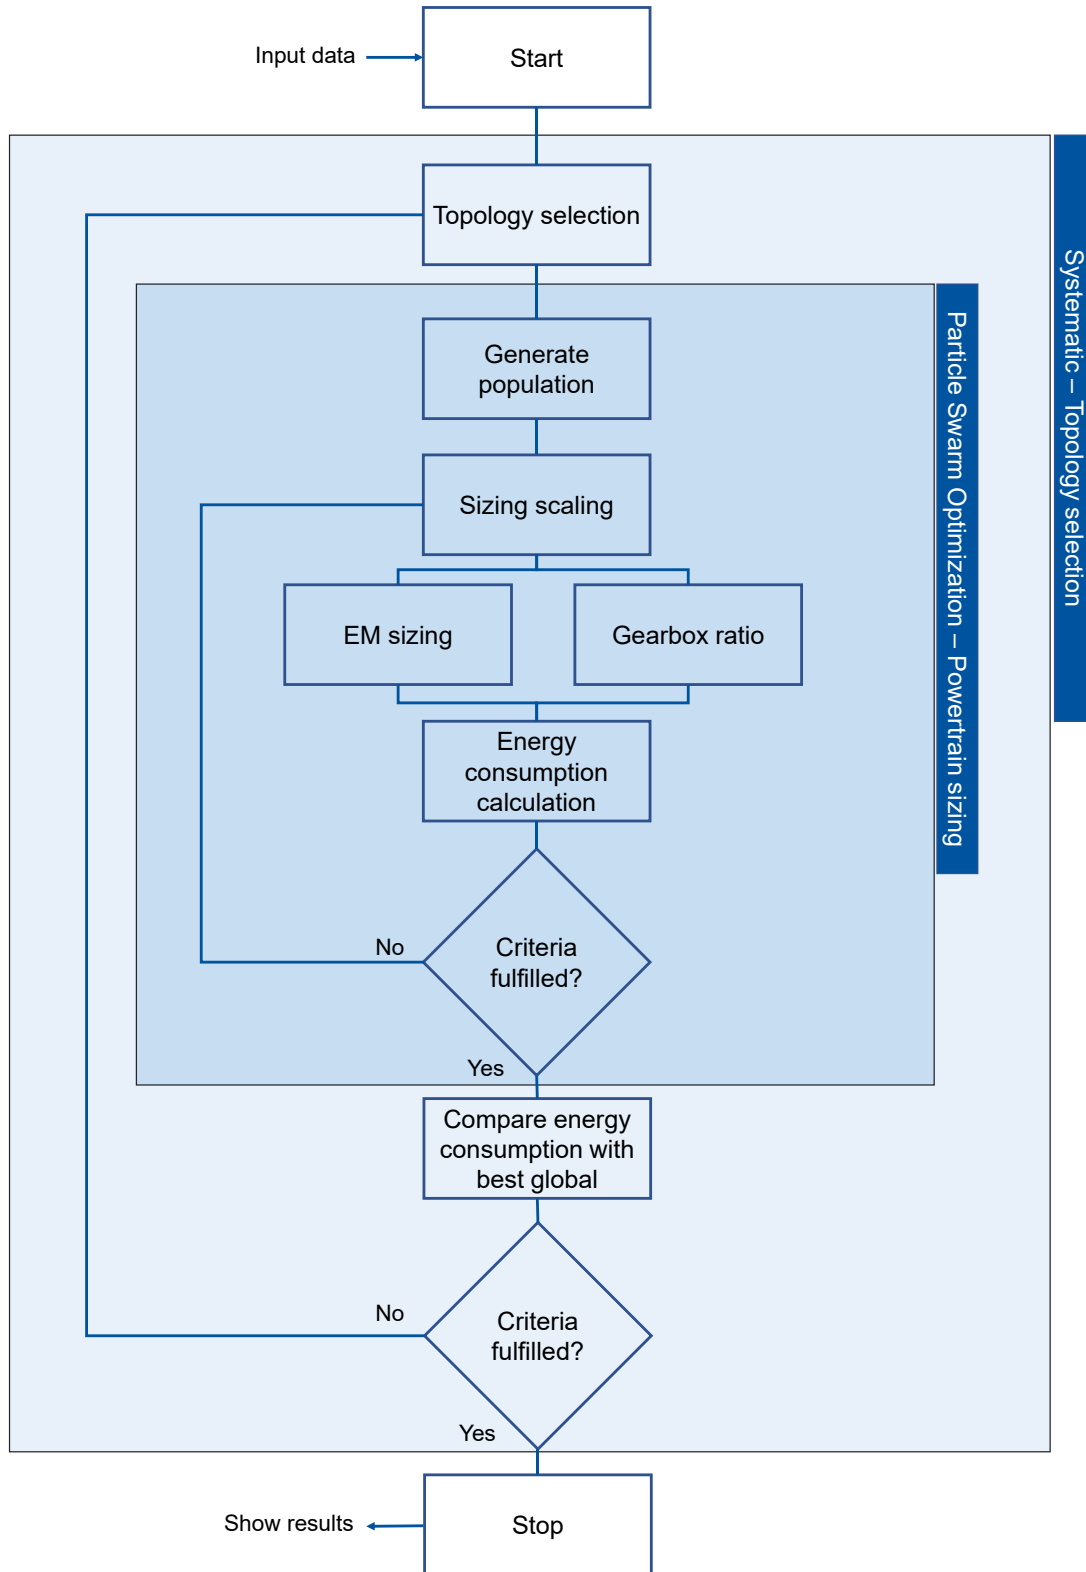 Input data
Start
Topology selection
Generate
population
Sizing scaling
EM sizing
Gearbox ratio
Energy
consumption
calculation
Criteria
fulfilled?
No
Yes
Compare energy
consumption with
best global
Criteria
fulfilled?
No
Yes
Stop
Show results
Particle Swarm Optimization – Powertrain sizing
Systematic – Topology selection